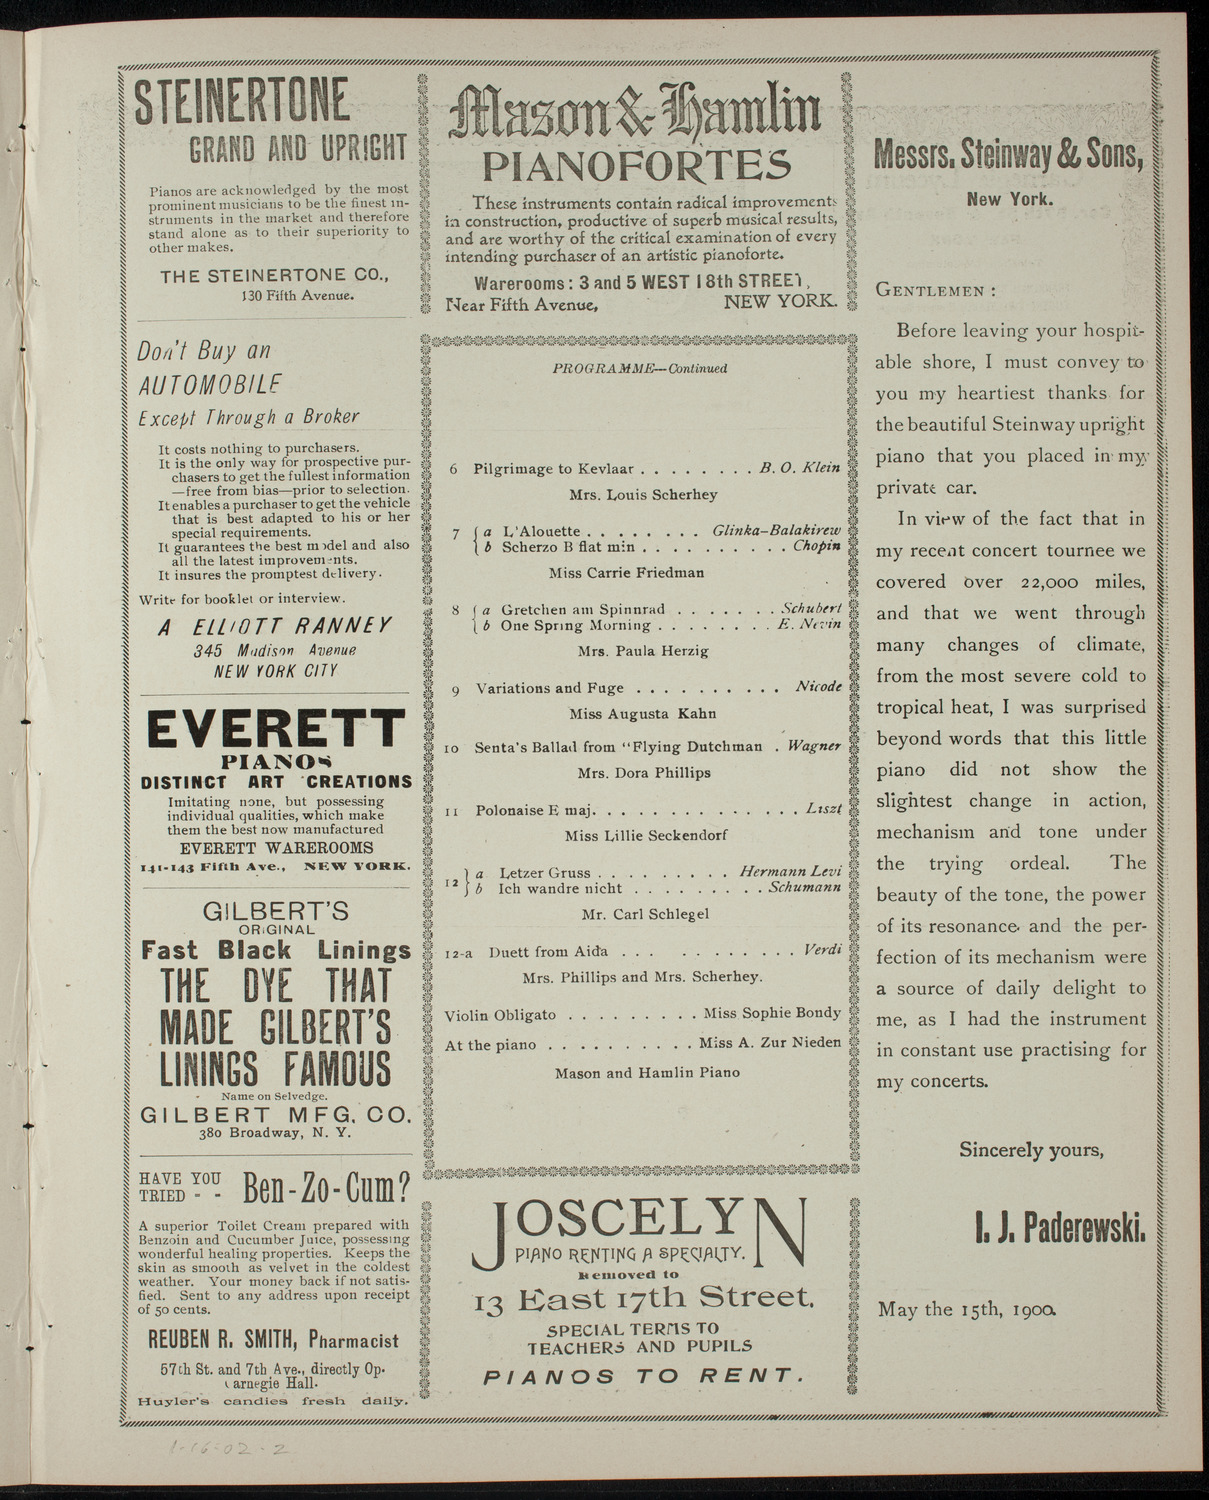 STEINERTONE
GRAND AND UPRIGHT
Pianos are acknowledged by the most
prominent musicians to be the finest in-
struments in the market and therefore
stand alone as to their superiority to
other makes.
THE STEINERTONE CO.,
130 Fifth Avenue.
Don't Buy an
AUTOMOBILE
Except Through a Broker
It costs nothing to purchasers.
It is the only way for prospective pur-
chasers to get the fullest information
—free from bias—prior to selection.
It enables a purchaser to get the vehicle
that is best adapted to his or her
special requirements.
It guarantees the best model and also
all the latest improvements.
It insures the promptest delivery.
Write for booklet or interview.
A ELLIOTT RANNEY
345 Madison Avenue
NEW YORK CITY
EVERETT
PIANOS
DISTINCT ART CREATIONS
Imitating none, but possessing
individual qualities, which make
them the best now manufactured
EVERETT WAREROOMS
141-143 Fifth Ave., NEW YORK.
GILBERT'S
ORIGINAL
Fast Black Linings
THE DYE THAT
MADE GILBERT'S
LININGS FAMOUS
Name on Selvedge.
GILBERT MFG. CO.
380 Broadway, N. Y.
HAVE YOU
TRIED - - Ben-Zo-Cum?
A superior Toilet Cream prepared with
Benzoin and Cucumber Juice, possessing
wonderful healing properties. Keeps the
skin as smooth as velvet in the coldest
weather. Your money back if not satis-
fied. Sent to any address upon receipt
of 50 cents.
REUBEN R. SMITH, Pharmacist
57th St. and 7th Ave., directly Op.
Carnegie Hall.
Huyler's candies fresh daily.
Mason & Hamlin
PIANOFORTES
These instruments contain radical improvements
in construction, productive of superb musical results,
and are worthy of the critical examination of every
intending purchaser of an artistic pianoforte.
Warerooms: 3 and 5 WEST 18th STREET,
Near Fifth Avenue, NEW YORK.
PROGRAMME—Continued
6 Pilgrimage to Kevlaar . . . . . . . . B. O. Klein
Mrs. Louis Scherhey
7 { a L'Alouette . . . . . . . . Glinka-Balakirew
b Scherzo B flat min . . . . . . . . . . Chopin
Miss Carrie Friedman
8 { a Gretchen am Spinnrad . . . . . . . Schubert
b One Spring Morning . . . . . . . . E. Nevin
Mrs. Paula Herzig
9 Variations and Fuge . . . . . . . . . . Nicode
Miss Augusta Kahn
10 Senta's Ballad from "Flying Dutchman . Wagner
Mrs. Dora Phillips
11 Polonaise E maj. . . . . . . . . . . . . . Liszt
Miss Lillie Seckendorf
12 } a Letzer Gruss . . . . . . . . . Hermann Levi
b Ich wandre nicht . . . . . . . . . Schumann
Mr. Carl Schlegel
12-a Duett from Aida . . . . . . . . . . . Verdi
Mrs. Phillips and Mrs. Scherhey.
Violin Obligato . . . . . . . . . Miss Sophie Bondy
At the piano . . . . . . . . . . Miss A. Zur Nieden
Mason and Hamlin Piano
JOSCELYN
PIANO RENTING A SPECIALTY.
Removed to
13 East 17th Street.
SPECIAL TERMS TO
TEACHERS AND PUPILS
PIANOS TO RENT.
Messrs. Steinway & Sons,
New York.
GENTLEMEN:
Before leaving your hospit-
able shore, I must convey to
you my heartiest thanks for
the beautiful Steinway upright
piano that you placed in my
private car.
In view of the fact that in
my recent concert tournee we
covered over 22,000 miles,
and that we went through
many changes of climate,
from the most severe cold to
tropical heat, I was surprised
beyond words that this little
piano did not show the
slightest change in action,
mechanism and tone under
the trying ordeal. The
beauty of the tone, the power
of its resonance and the per-
fection of its mechanism were
a source of daily delight to
me, as I had the instrument
in constant use practising for
my concerts.
Sincerely yours,
I. J. Paderewski.
May the 15th, 1900.
1-16-02-2